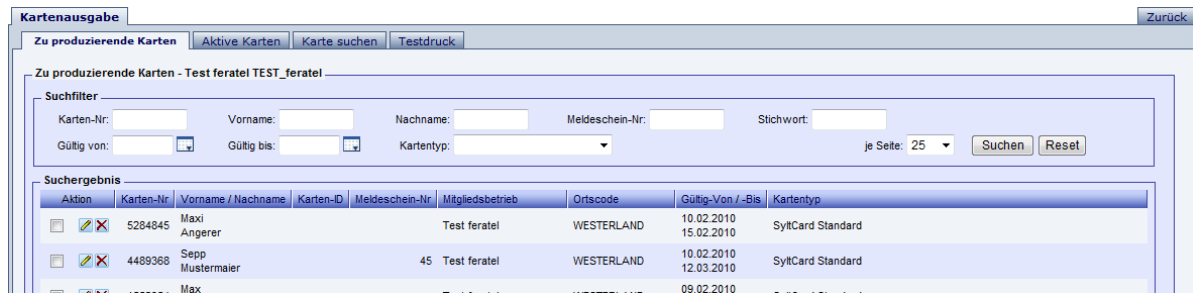 Kartenausgabe Zurück
Zu produzierende Karten Aktive Karten Karte suchen Testdruck
Zu produzierende Karten - Test feratel TEST_feratel
Suchfilter
Karten-Nr: Vorname: Nachname: Meldeschein-Nr: Stichwort:
Gültig von: Gültig bis: Kartentyp: je Seite: 25 Suchen Reset
Suchergebnis
Aktion Karten-Nr Vorname / Nachname Karten-ID Meldeschein-Nr Mitgliedsbetrieb Ortscode Gültig-Von / -Bis Kartentyp
Maxi 10.02.2010
5284845 Test feratel WESTERLAND SyltCard Standard
Angerer 15.02.2010
Sepp 10.02.2010
4489368 45 Test feratel WESTERLAND SyltCard Standard
Mustermaier 12.03.2010
Max 09.02.2010